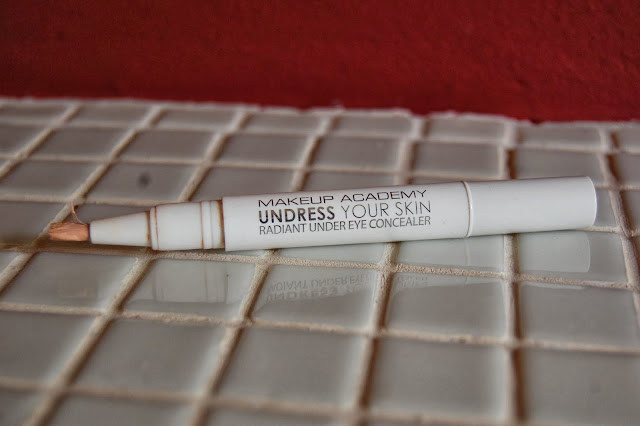 MAKEUP ACADEMY
UNDRESS YOUR SKIN
RADIANT UNDER EYE CONCEALER